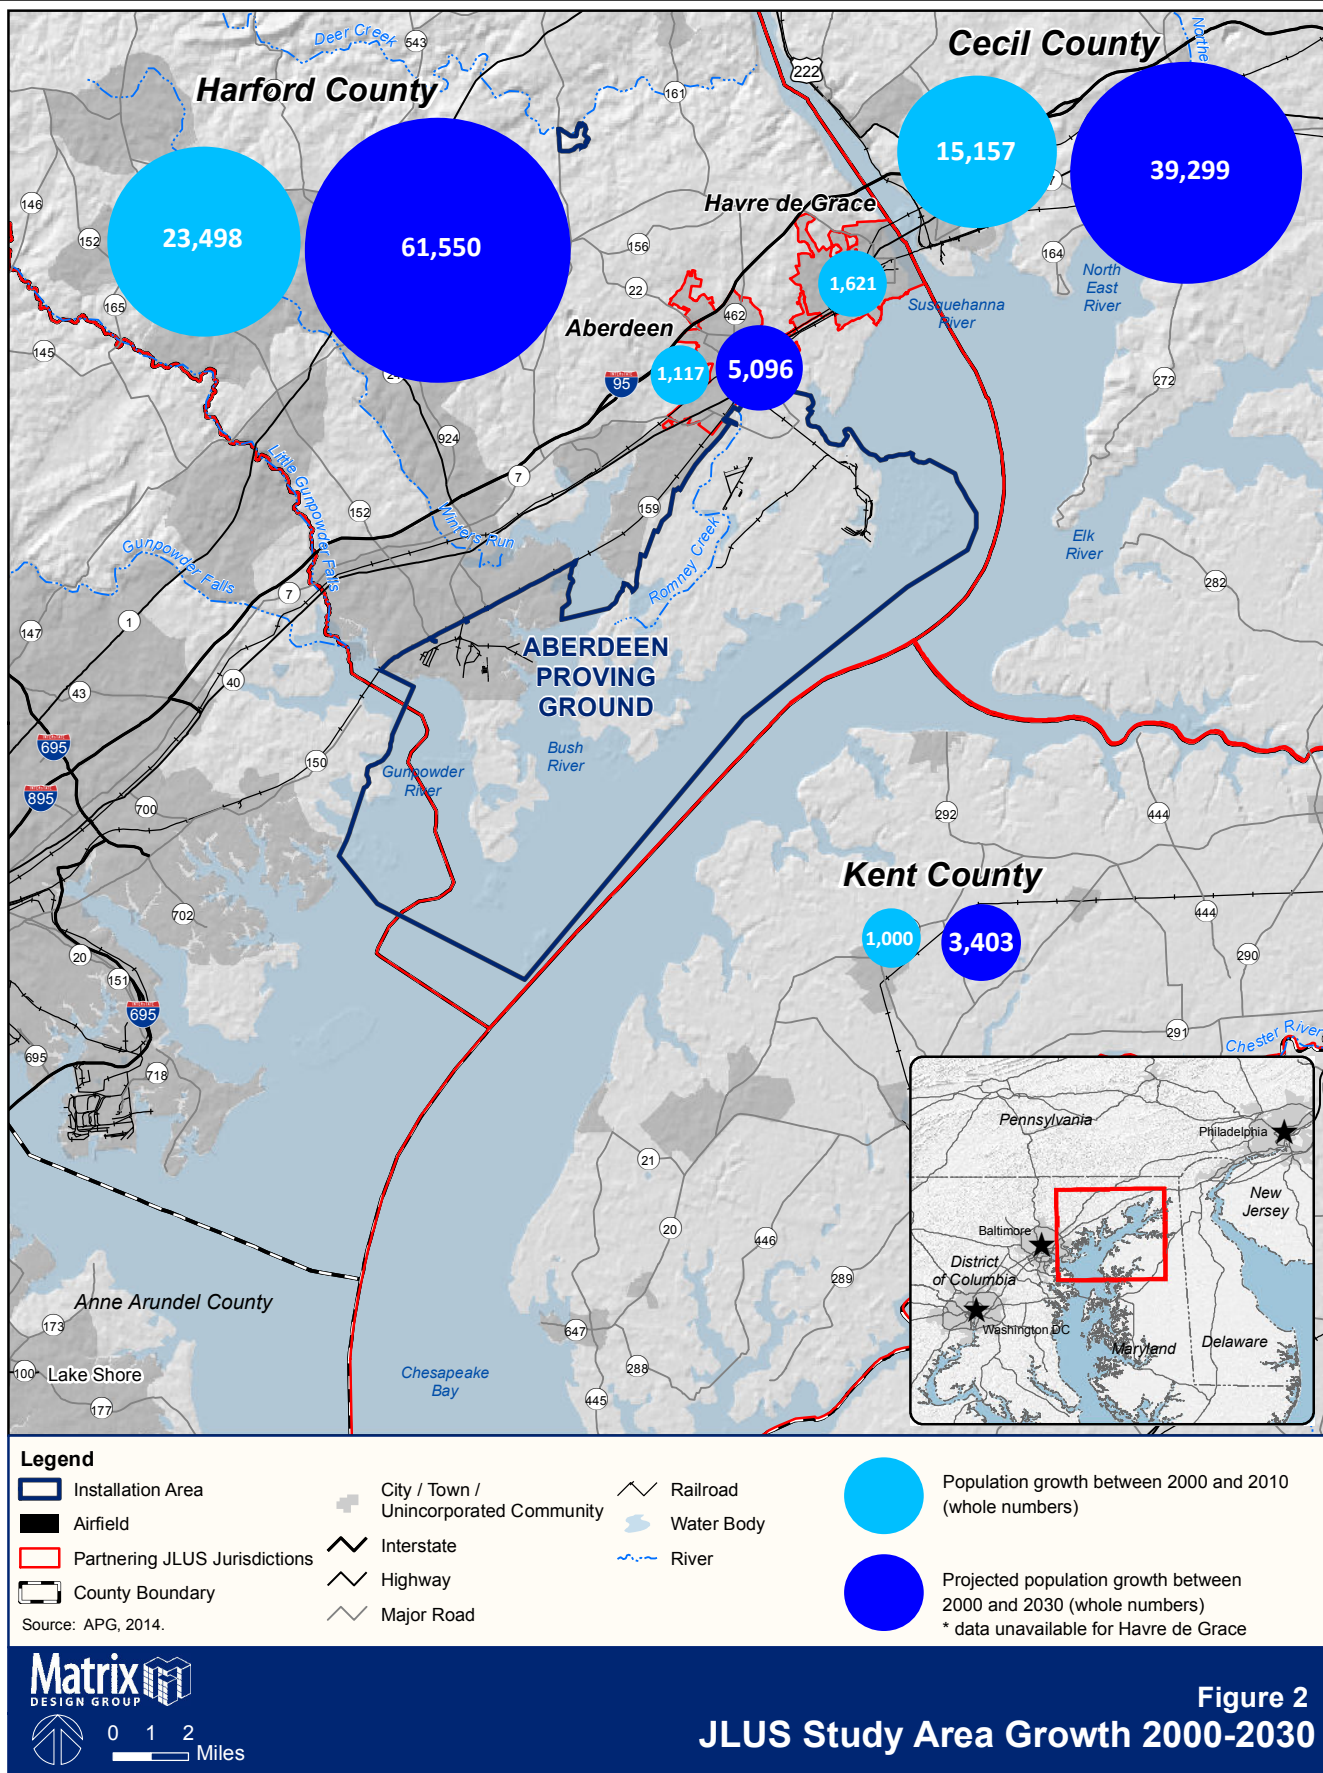 Deer Creek
543
Cecil County
Northe
222
Harford County
161
15,157
39,299
146
Havre de Grace
152
23,498
61,550
156
164
North
East
River
165
22
1,621
462
Susquehanna
River
Aberdeen
145
1,117
5,096
95
272
24
924
Little Gunpowder Falls
7
152
159
Winters Run
Elk
River
Gunpowder Falls
Romney Creek
282
7
1
147
ABERDEEN
PROVING
GROUND
40
43
695
Bush
River
150
Gunpowder
River
895
700
292
444
Kent County
702
444
1,000
3,403
20
290
151
695
291
Chester River
695
718
Pennsylvania
Philadelphia
21
New
Jersey
20
446
Baltimore
District
of Columbia
289
Anne Arundel County
173
Washington DC
647
Maryland
Delaware
288
100
Lake Shore
Chesapeake
Bay
445
177
Legend
Installation Area
Airfield
Partnering JLUS Jurisdictions
County Boundary
City / Town /
Unincorporated Community
Interstate
Highway
Major Road
Railroad
Water Body
River
Population growth between 2000 and 2010
(whole numbers)
Projected population growth between
2000 and 2030 (whole numbers)
* data unavailable for Havre de Grace
Source: APG, 2014.
Matrix
DESIGN GROUP
0 1 2
Miles
Figure 2
JLUS Study Area Growth 2000-2030